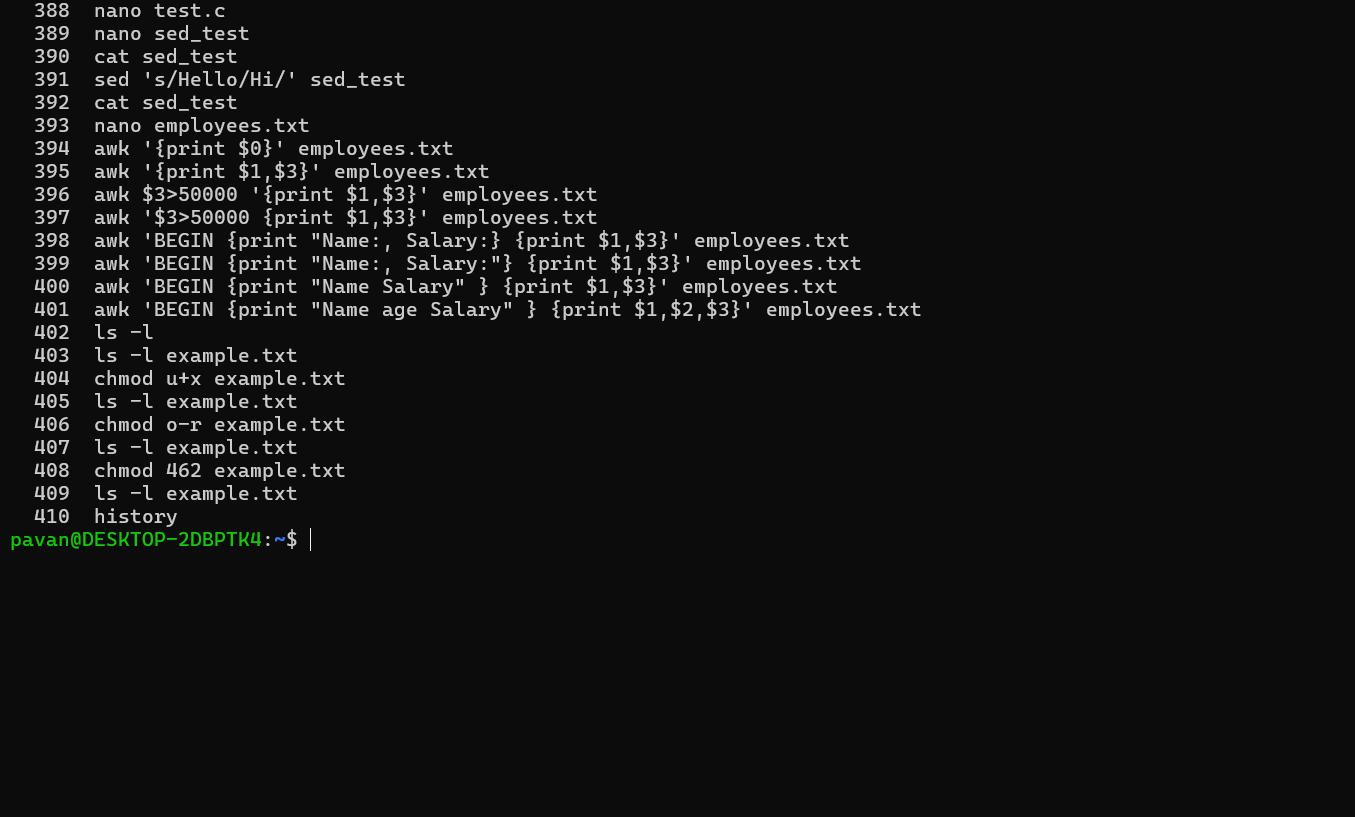 388  nano test.c
389  nano sed_test
390  cat sed_test
391  sed 's/Hello/Hi/' sed_test
392  cat sed_test
393  nano employees.txt
394  awk '{print $0}' employees.txt
395  awk '{print $1,$3}' employees.txt
396  awk $3>50000 '{print $1,$3}' employees.txt
397  awk '$3>50000 {print $1,$3}' employees.txt
398  awk 'BEGIN {print "Name:, Salary:} {print $1,$3}' employees.txt
399  awk 'BEGIN {print "Name:, Salary:"} {print $1,$3}' employees.txt
400  awk 'BEGIN {print "Name Salary" } {print $1,$3}' employees.txt
401  awk 'BEGIN {print "Name age Salary" } {print $1,$2,$3}' employees.txt
402  ls -l
403  ls -l example.txt
404  chmod u+x example.txt
405  ls -l example.txt
406  chmod o-r example.txt
407  ls -l example.txt
408  chmod 462 example.txt
409  ls -l example.txt
410  history
pavan@DESKTOP-2DBPTK4:~$